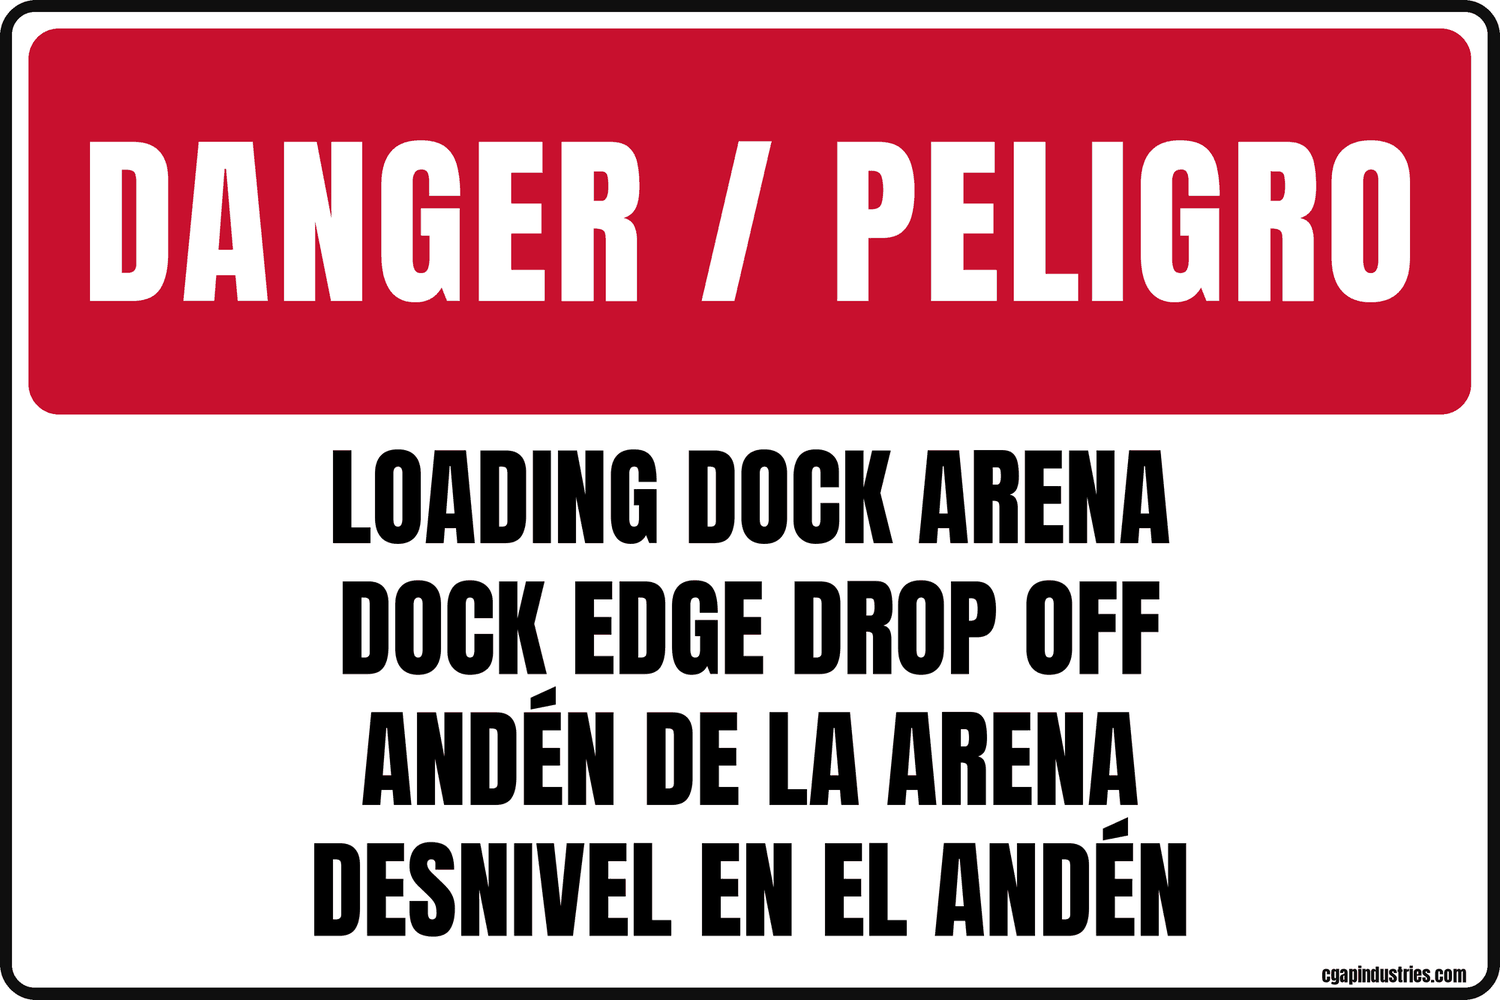 DANGER / PELIGRO
LOADING DOCK ARENA
DOCK EDGE DROP OFF
ANDÉN DE LA ARENA
DESNIVEL EN EL ANDÉN
cgapindustries.com